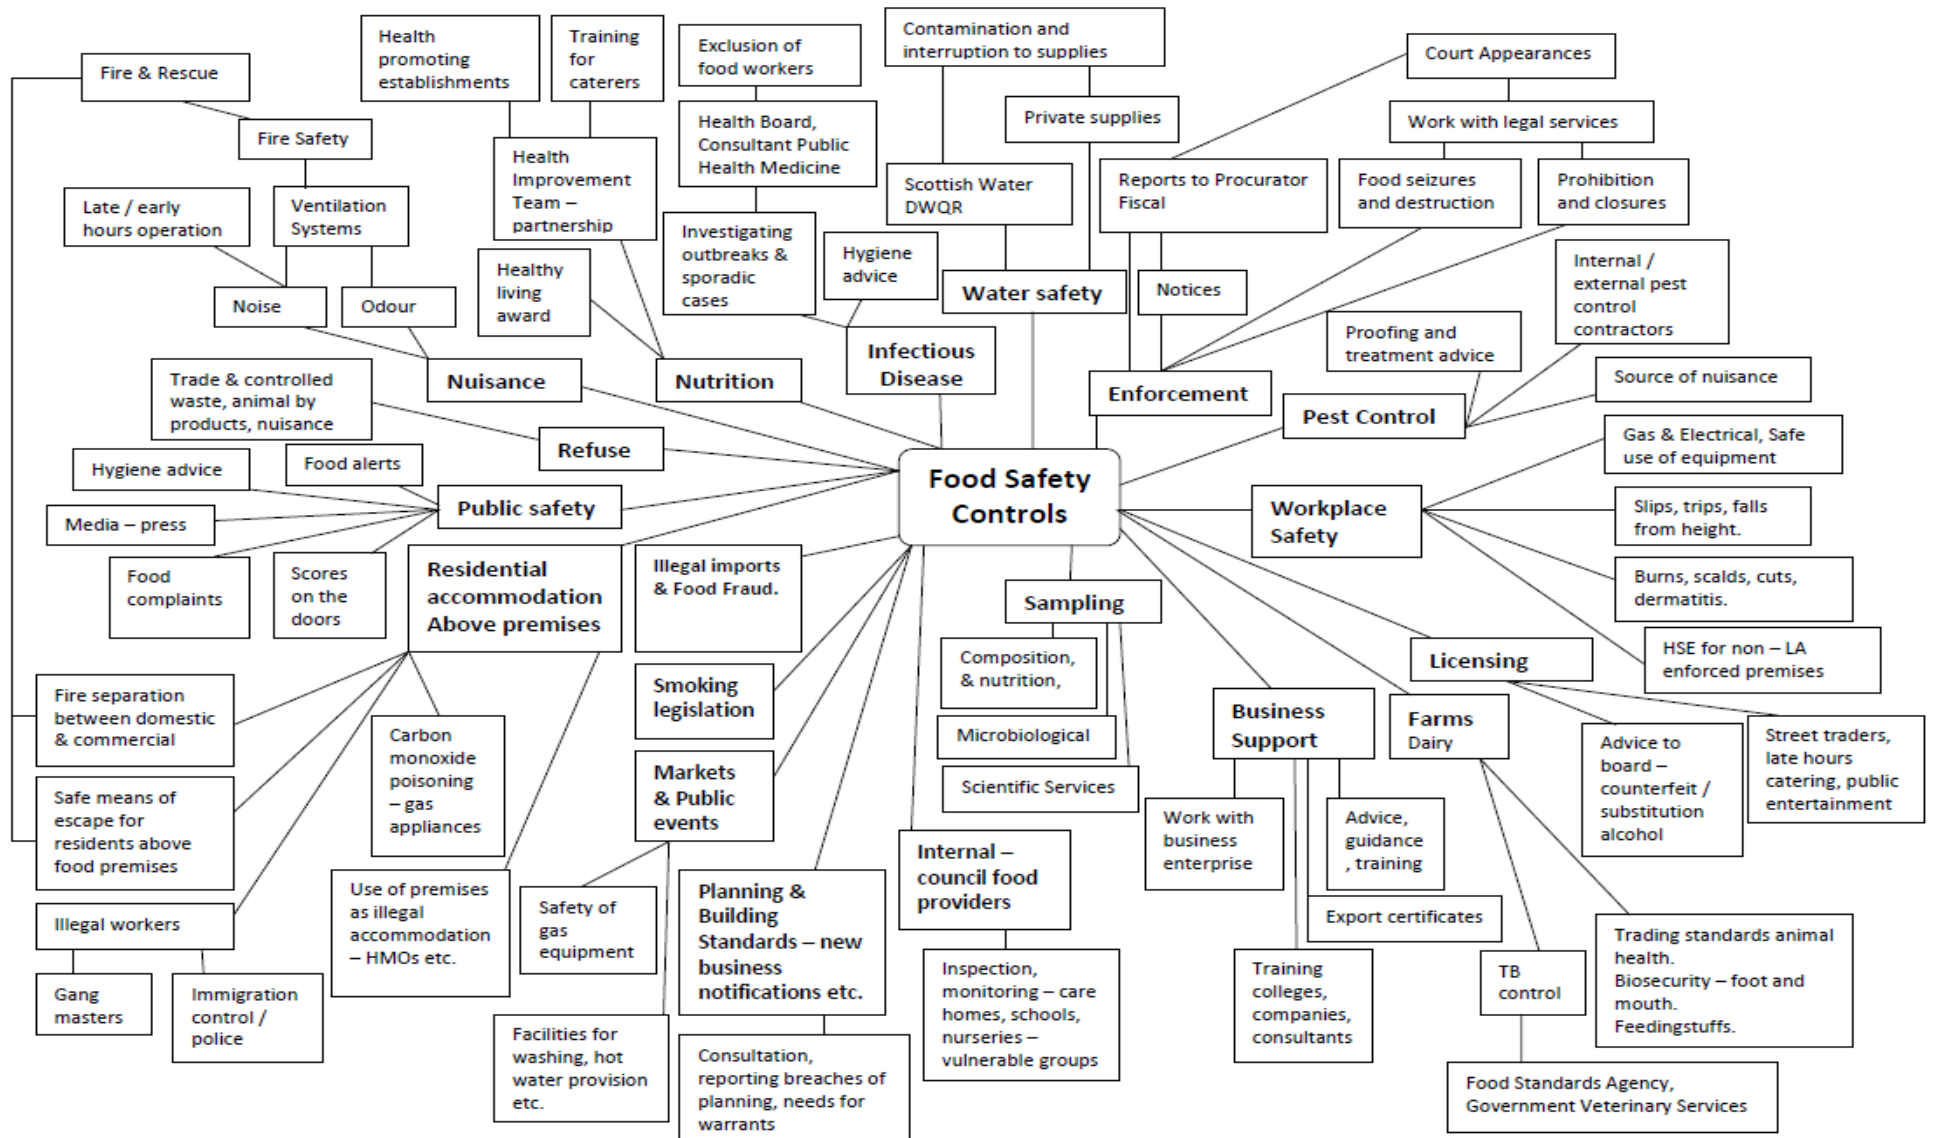 Health
promoting
establishments
Training
for
caterers
Exclusion of
food workers
Contamination and
interruption to supplies
Court Appearances
Fire & Rescue
Fire Safety
Health
Improvement
Team –
partnership
Health Board,
Consultant Public
Health Medicine
Private supplies
Work with legal services
Late / early
hours operation
Ventilation
Systems
Scottish Water
DWQR
Reports to Procurator
Fiscal
Food seizures
and destruction
Prohibition
and closures
Healthy
living
award
Investigating
outbreaks &
sporadic
cases
Hygiene
advice
Water safety
Notices
Internal /
external pest
control
contractors
Noise
Odour
Proofing and
treatment advice
Infectious
Disease
Trade & controlled
waste, animal by
products, nuisance
Nuisance
Nutrition
Enforcement
Pest Control
Source of nuisance
Refuse
Gas & Electrical, Safe
use of equipment
Hygiene advice
Food alerts
Food Safety
Controls
Public safety
Media – press
Workplace
Safety
Slips, trips, falls
from height.
Food
complaints
Scores
on the
doors
Residential
accommodation
Above premises
Illegal imports
& Food Fraud.
Sampling
Burns, scalds, cuts,
dermatitis.
Licensing
HSE for non – LA
enforced premises
Composition,
& nutrition,
Microbiological
Scientific Services
Smoking
legislation
Markets
& Public
events
Fire separation
between domestic
& commercial
Carbon
monoxide
poisoning
– gas
appliances
Business
Support
Farms
Dairy
Advice to
board –
counterfeit /
substitution
alcohol
Street traders,
late hours
catering, public
entertainment
Safe means of
escape for
residents above
food premises
Work with
business
enterprise
Advice,
guidance
, training
Internal –
council food
providers
Use of premises
as illegal
accommodation
– HMOs etc.
Safety of
gas
equipment
Planning &
Building
Standards – new
business
notifications etc.
Export certificates
Illegal workers
Gang
masters
Immigration
control /
police
Inspection,
monitoring – care
homes, schools,
nurseries –
vulnerable groups
Training
colleges,
companies,
consultants
TB
control
Trading standards animal
health.
Biosecurity – foot and
mouth.
Feedingstuffs.
Facilities for
washing, hot
water provision
etc.
Consultation,
reporting breaches of
planning, needs for
warrants
Food Standards Agency,
Government Veterinary Services